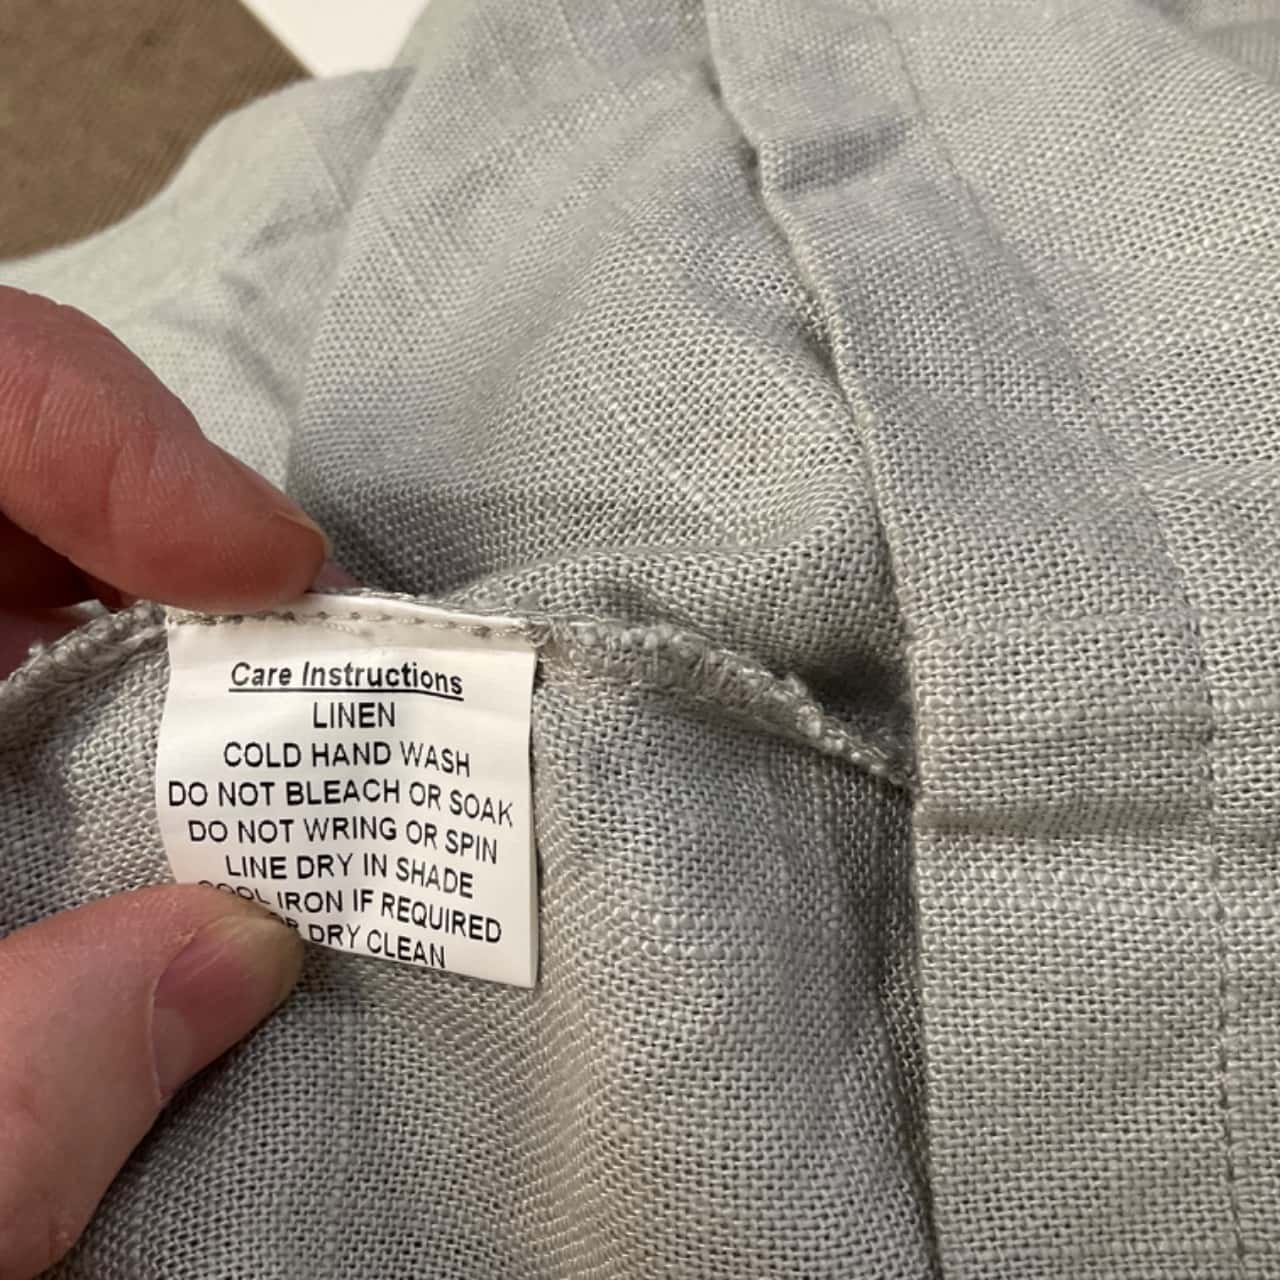 Care Instructions
LINEN
COLD HAND WASH
DO NOT BLEACH OR SOAK
DO NOT WRING OR SPIN
LINE DRY IN SHADE
COOL IRON IF REQUIRED
DRY CLEAN